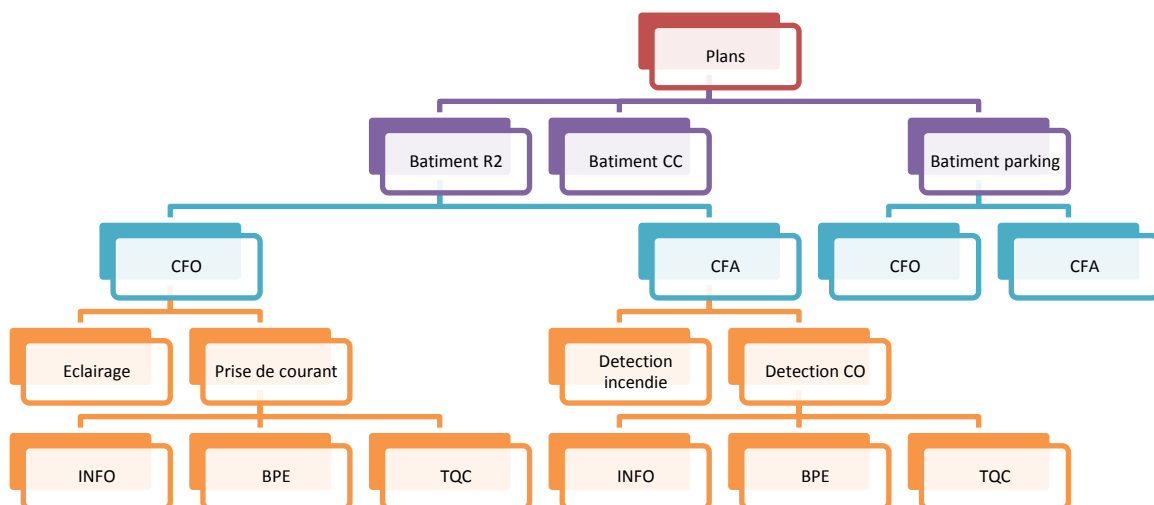 Plans
Batiment R2
Batiment CC
Batiment parking
CFO
CFA
CFO
CFA
Eclairage
Prise de courant
Detection
incendie
Detection CO
INFO
BPE
TQC
INFO
BPE
TQC